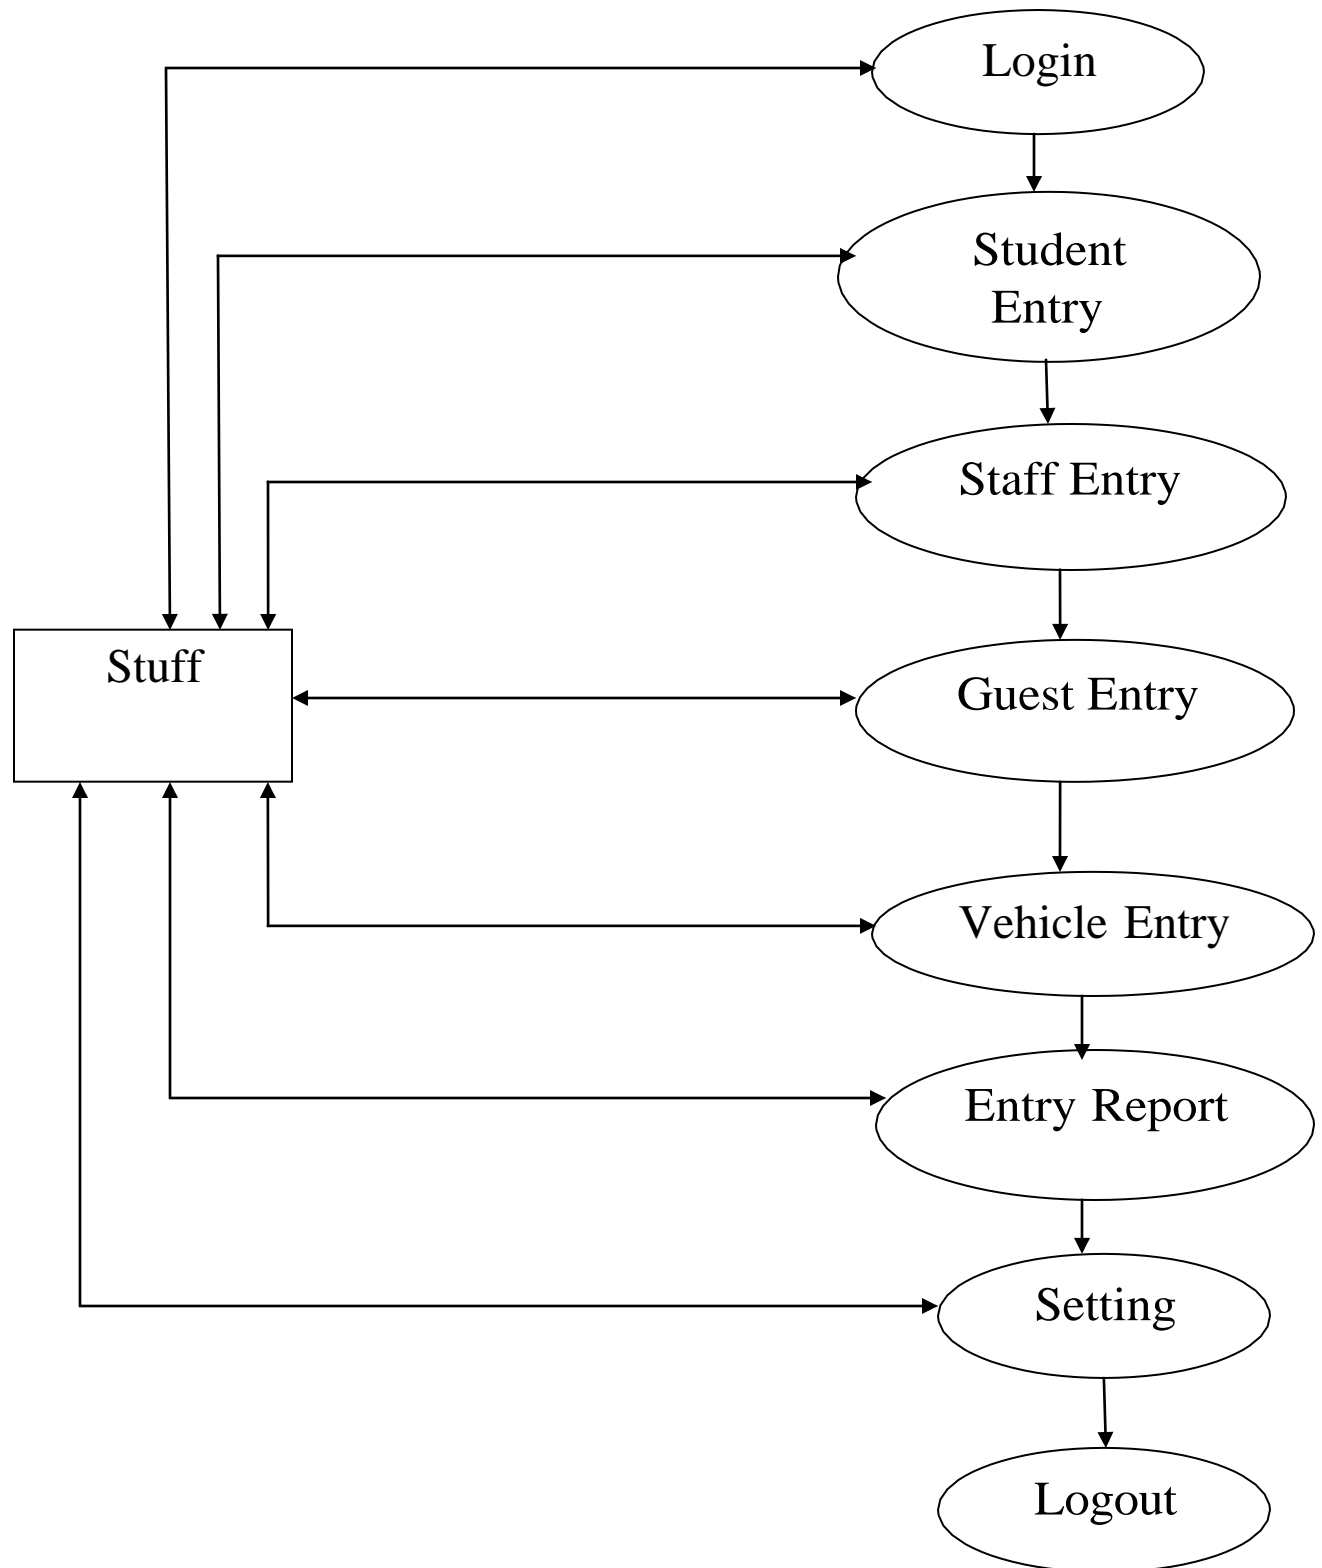 Login
Student
Entry
Staff Entry
Stuff
Guest Entry
Vehicle Entry
Entry Report
Setting
Logout